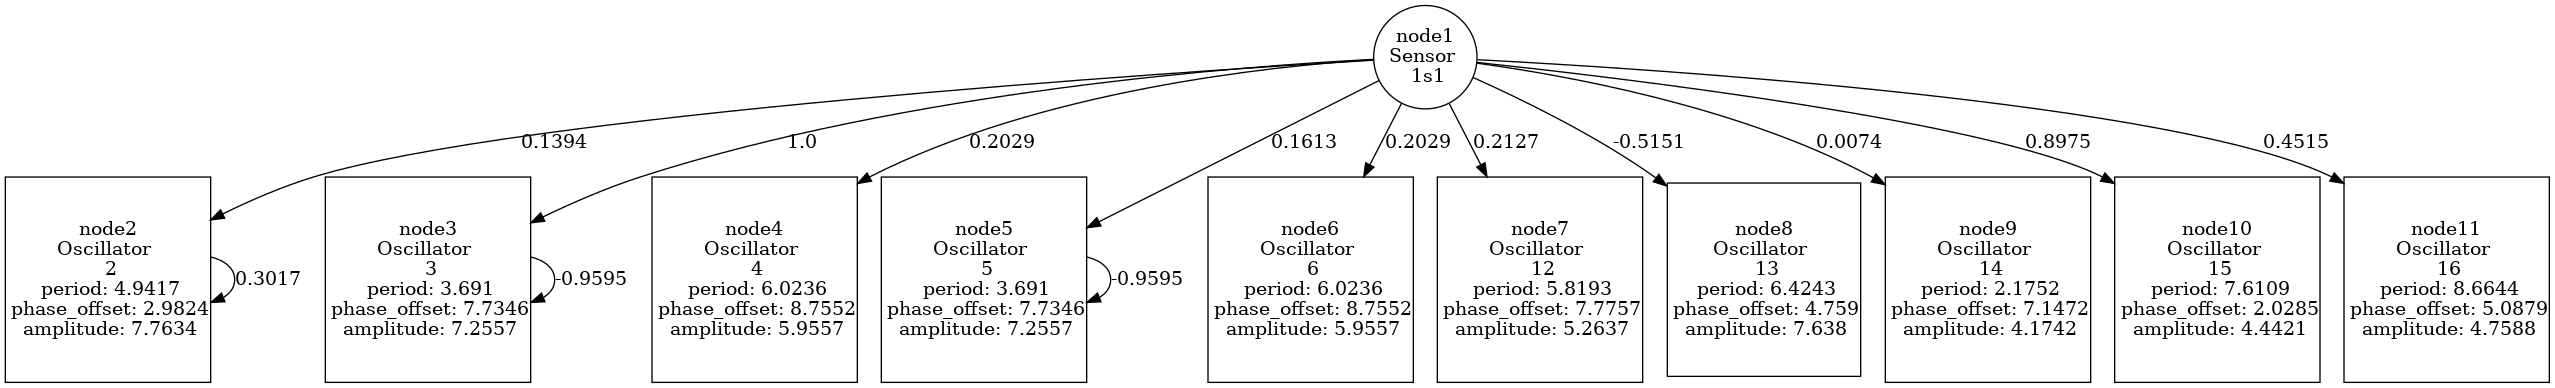 node1
Sensor
1s1
0.1394
1.0
0.2029
0.1613
0.2029
0.2127
-0.5151
0.0074
0.8975
0.4515
node2
Oscillator
2
period: 4.9417
phase_offset: 2.9824
amplitude: 7.7634
0.3017
node3
Oscillator
3
period: 3.691
phase_offset: 7.7346
amplitude: 7.2557
-0.9595
node4
Oscillator
4
period: 6.0236
phase_offset: 8.7552
amplitude: 5.9557
node5
Oscillator
5
period: 3.691
phase_offset: 7.7346
amplitude: 7.2557
-0.9595
node6
Oscillator
6
period: 6.0236
phase_offset: 8.7552
amplitude: 5.9557
node7
Oscillator
12
period: 5.8193
phase_offset: 7.7757
amplitude: 5.2637
node8
Oscillator
13
period: 6.4243
phase_offset: 4.759
amplitude: 7.638
node9
Oscillator
14
period: 2.1752
phase_offset: 7.1472
amplitude: 4.1742
node10
Oscillator
15
period: 7.6109
phase_offset: 2.0285
amplitude: 4.4421
node11
Oscillator
16
period: 8.6644
phase_offset: 5.0879
amplitude: 4.7588